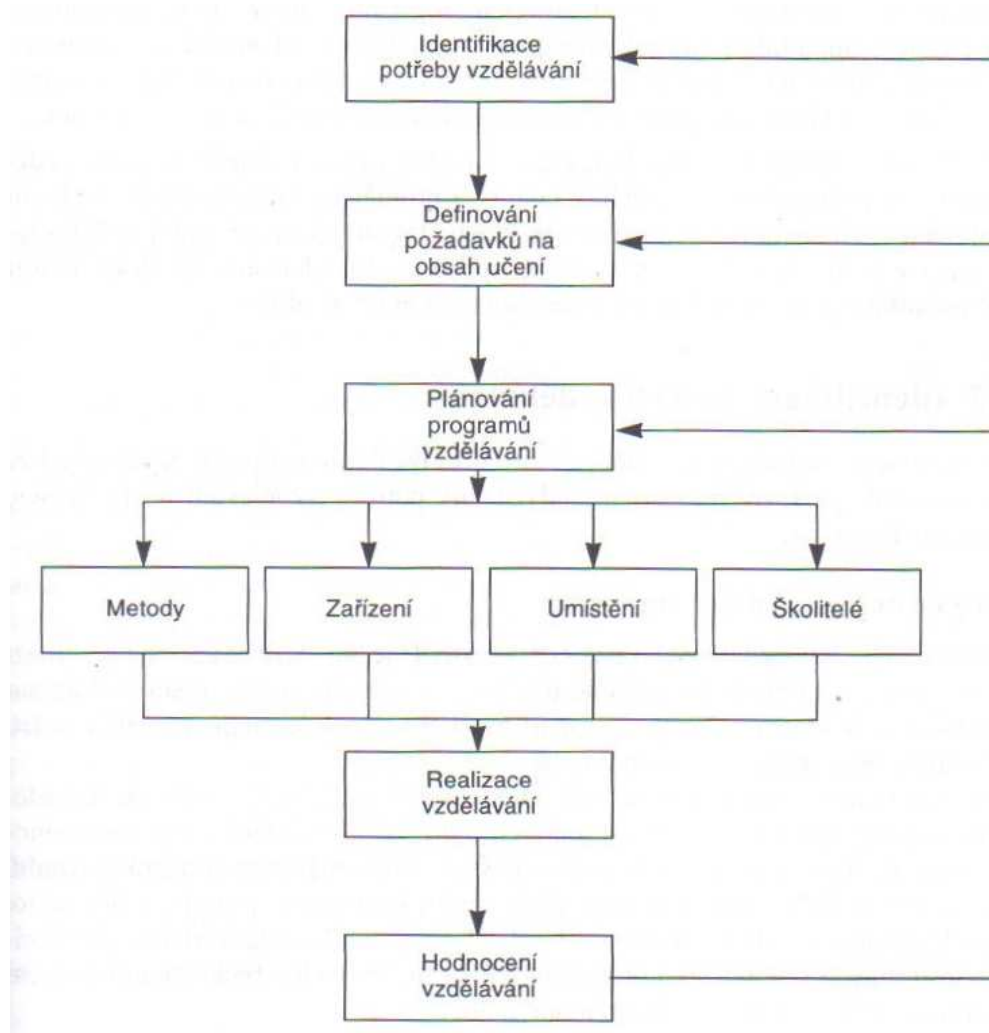 Identifikace
potřeby vzdělávání
Definování
požadavků na
obsah učení
Plánování
programů
vzdělávání
Metody
Zařízení
Umístění
Školitelé
Realizace
vzdělávání
Hodnocení
vzdělávání